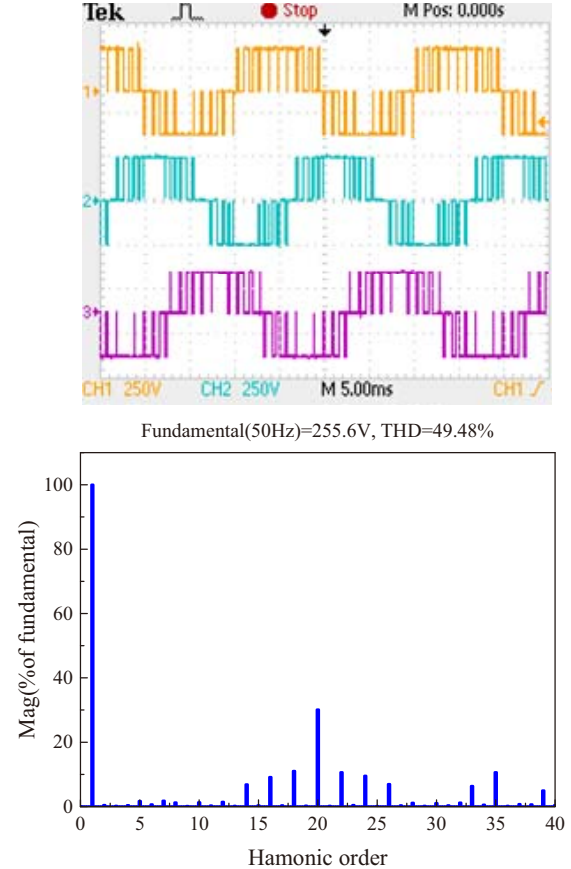 Tek Stop M Pos: 0.000s
1
2
3
CH1 250V CH2 250V M 5.00ms CH1
Fundamental(50Hz)=255.6V, THD=49.48%
Mag(%of fundamental)
100
80
60
40
20
0
0 5 10 15 20 25 30 35 40
Hamonic order